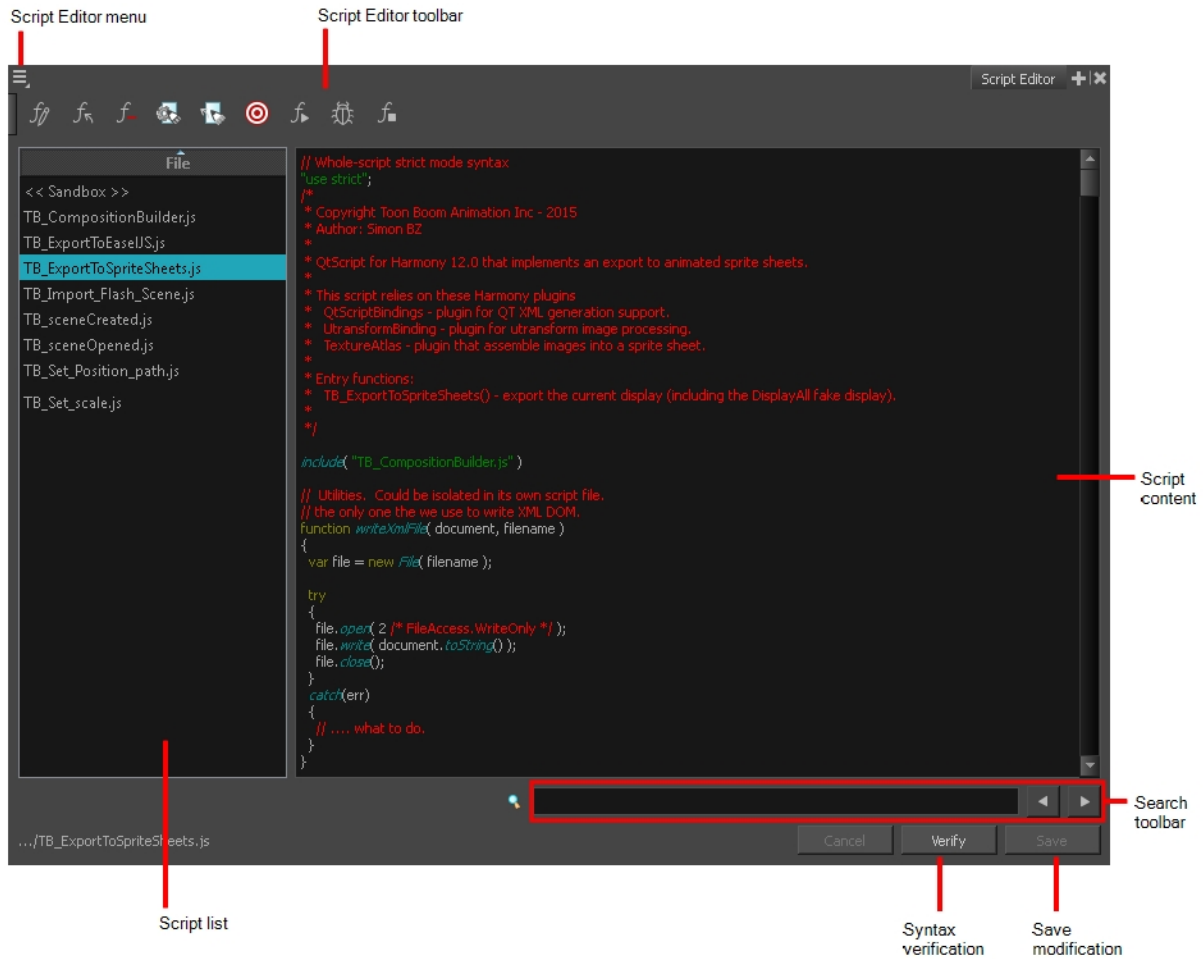 Script Editor menu
Script Editor toolbar
Script Editor
File
<< Sandbox >>
TB_CompositionBuilder.js
TB_ExportToEaselJS.js
TB_ExportToSpriteSheets.js
TB_Import_Flash_Scene.js
TB_sceneCreated.js
TB_sceneOpened.js
TB_Set_Position_path.js
TB_Set_scale.js
// Whole-script strict mode syntax
"use strict";
/*
* Copyright Toon Boom Animation Inc - 2015
* Author: Simon BZ
*
* QtScript for Harmony 12.0 that implements an export to animated sprite sheets.
*
* This script relies on these Harmony plugins
*  QtScriptBindings - plugin for QT XML generation support.
*  UtransformBinding - plugin for utransform image processing.
*  TextureAtlas - plugin that assemble images into a sprite sheet.
*
* Entry functions:
*  TB_ExportToSpriteSheets() - export the current display (including the DisplayAll fake display).
*
*/
include( "TB_CompositionBuilder.js" )
//  Utilities.  Could be isolated in its own script file.
// the only one the we use to write XML DOM.
function writeXmlFile( document, filename )
{
var file = new File( filename );
try
{
file.open( 2 /* FileAccess.WriteOnly */ );
file.write( document.toString() );
file.close();
}
catch(err)
{
// .... what to do.
}
}
Script
content
Search
toolbar
.../TB_ExportToSpriteSheets.js
Cancel
Verify
Save
Script list
Syntax
verification
Save
modification